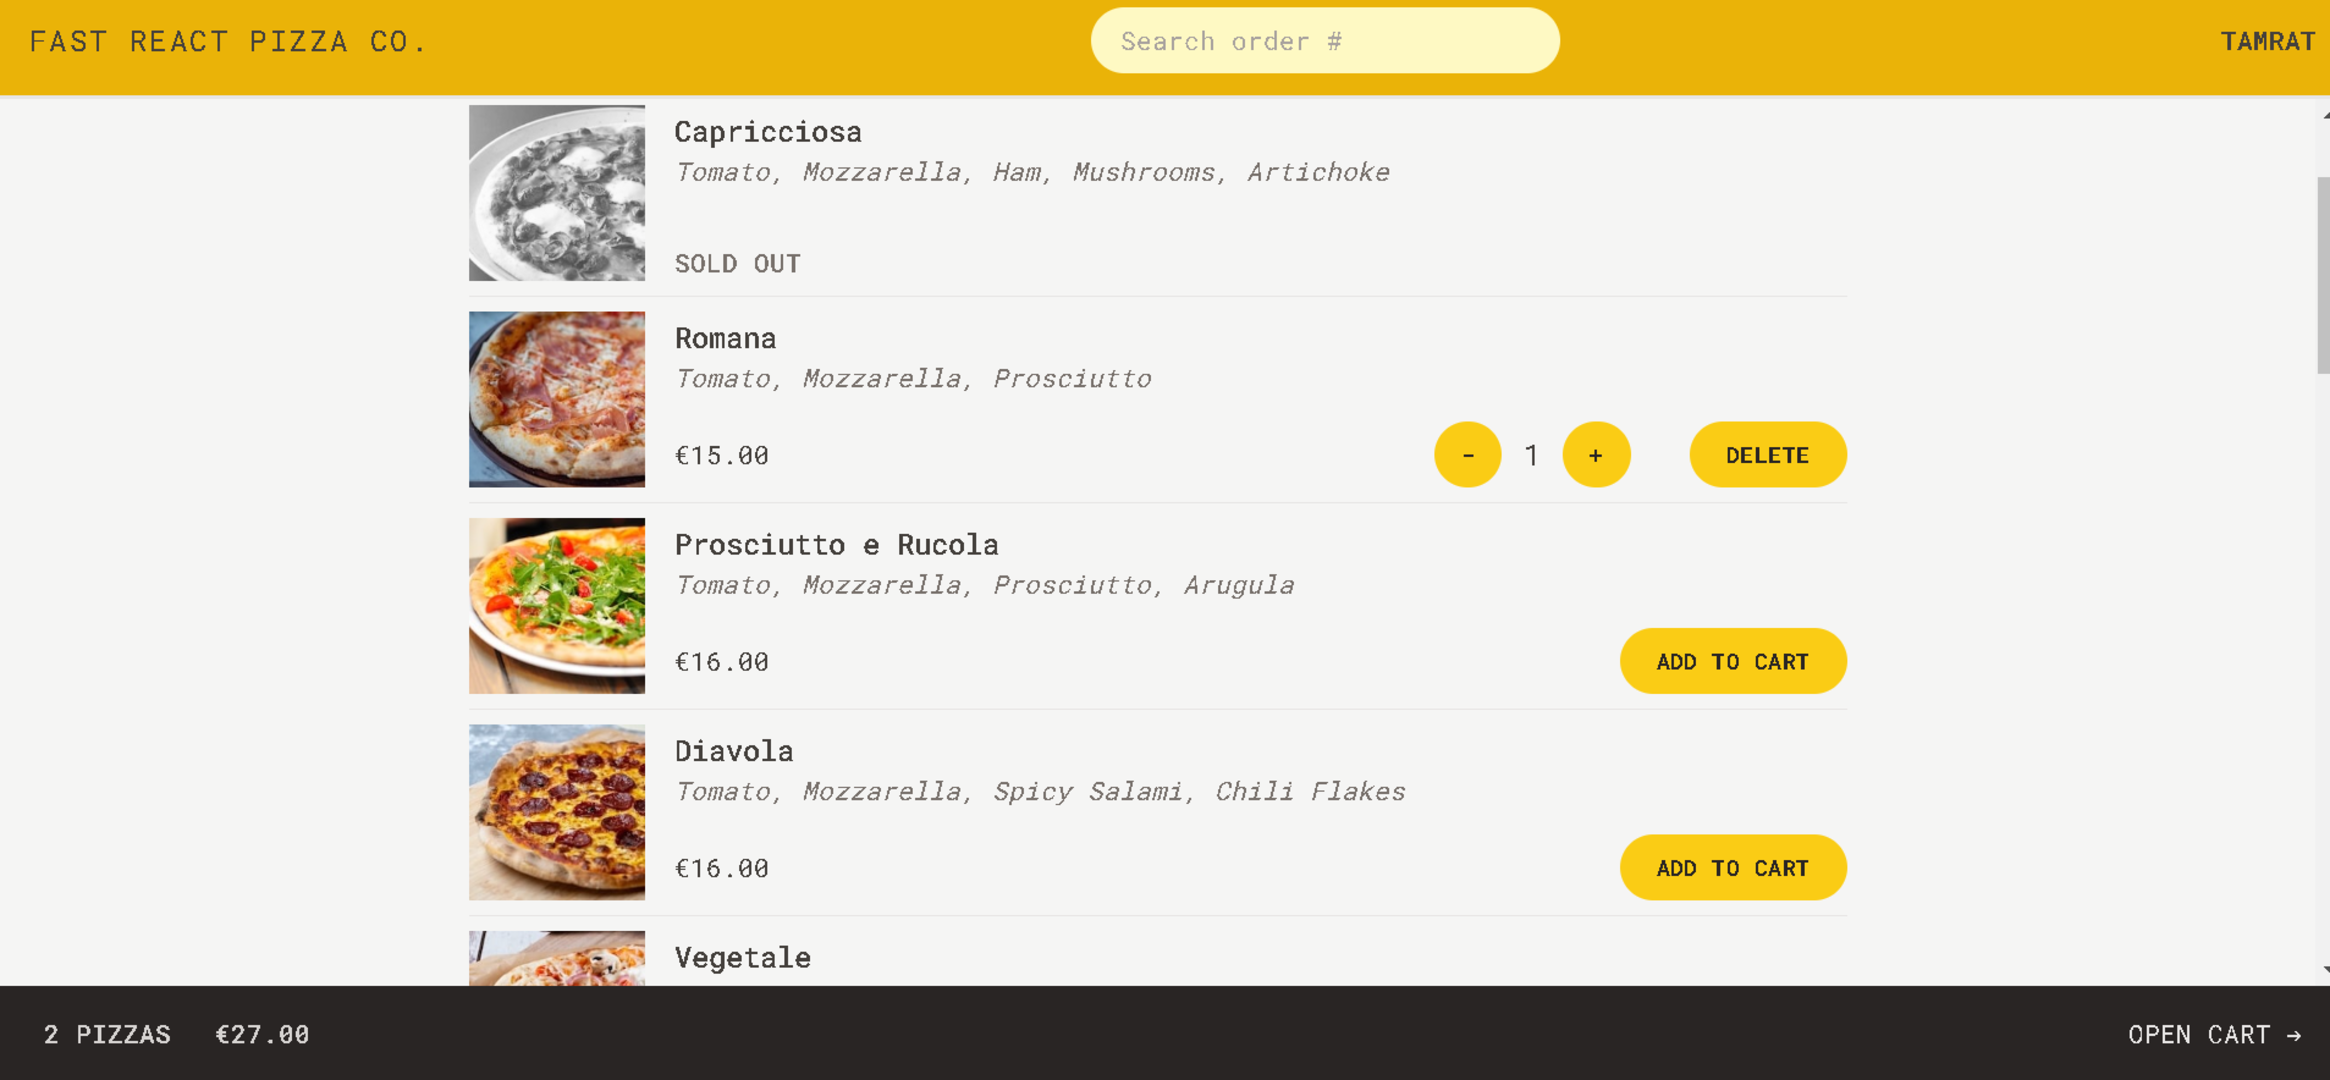 FAST REACT PIZZA CO.
Search order #
TAMRAT
Capricciosa
Tomato, Mozzarella, Ham, Mushrooms, Artichoke
SOLD OUT
Romana
Tomato, Mozzarella, Prosciutto
€15.00
- 1 +
DELETE
Prosciutto e Rucola
Tomato, Mozzarella, Prosciutto, Arugula
€16.00
ADD TO CART
Diavola
Tomato, Mozzarella, Spicy Salami, Chili Flakes
€16.00
ADD TO CART
Vegetale
2 PIZZAS €27.00
OPEN CART →